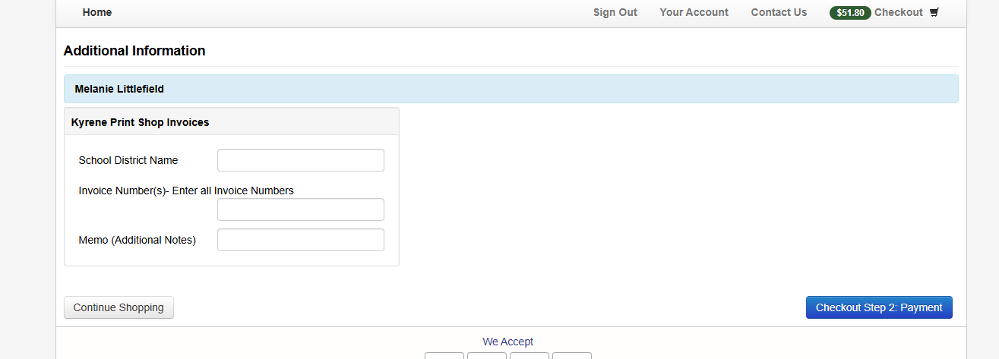 Home Sign Out Your Account Contact Us $51.80 Checkout
Additional Information
Melanie Littlefield
Kyrene Print Shop Invoices
School District Name
Invoice Number(s)- Enter all Invoice Numbers
Memo (Additional Notes)
Continue Shopping Checkout Step 2: Payment
We Accept